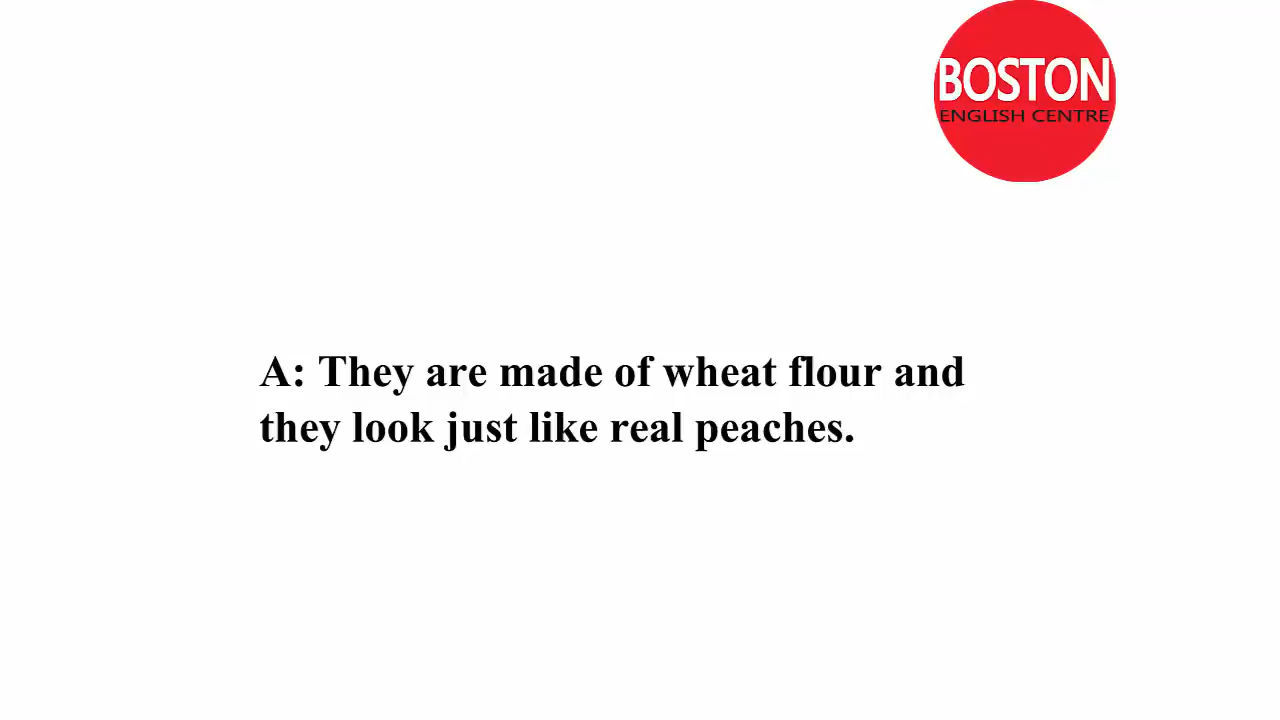 BOSTON
ENGLISH CENTRE
A: They are made of wheat flour and
they look just like real peaches.